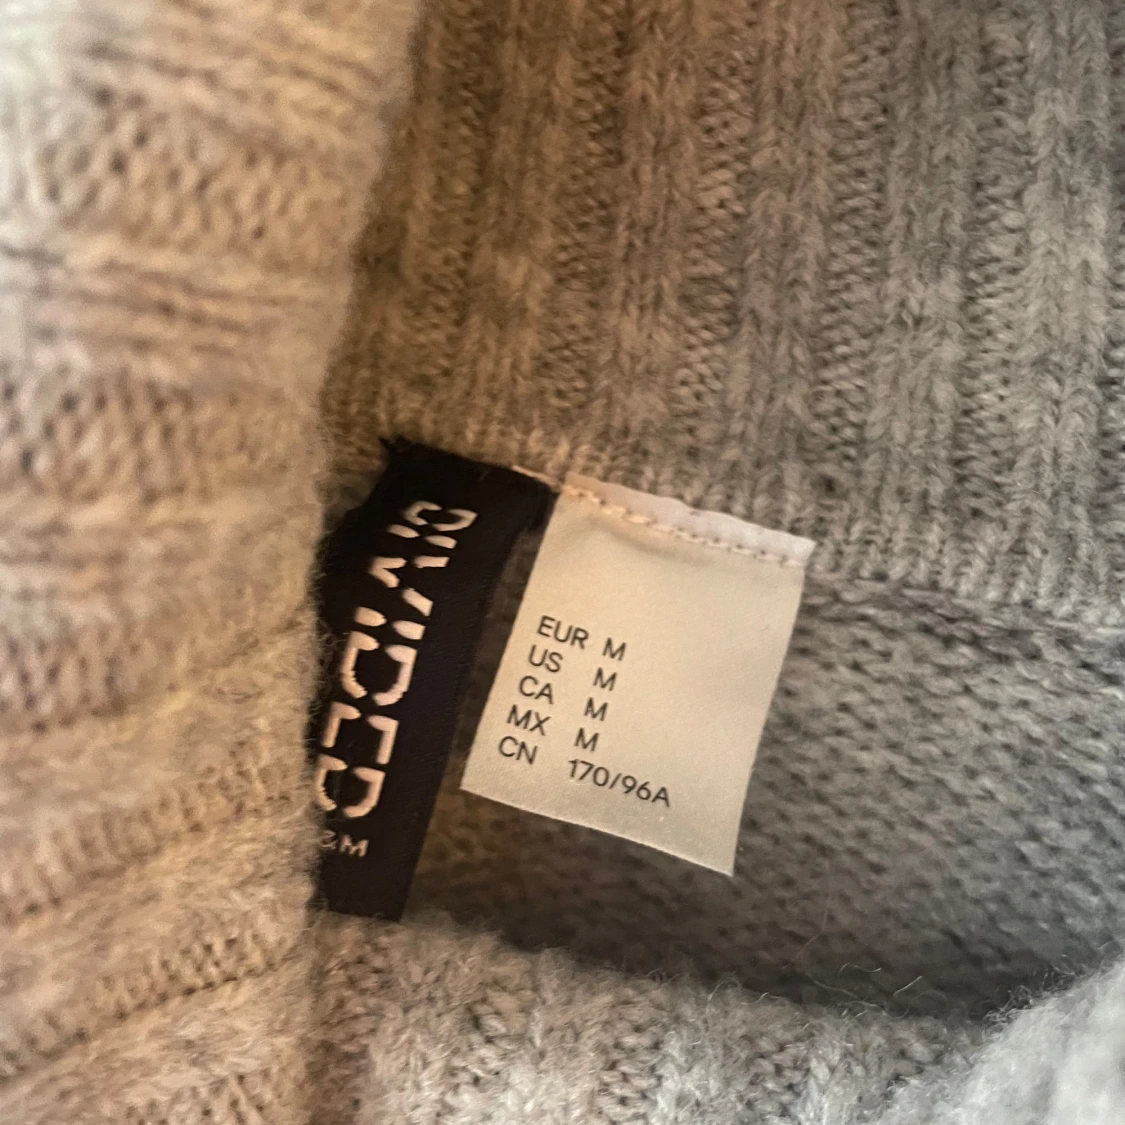 DIVIDED
&M
EUR M
US M
CA M
MX M
CN 170/96A